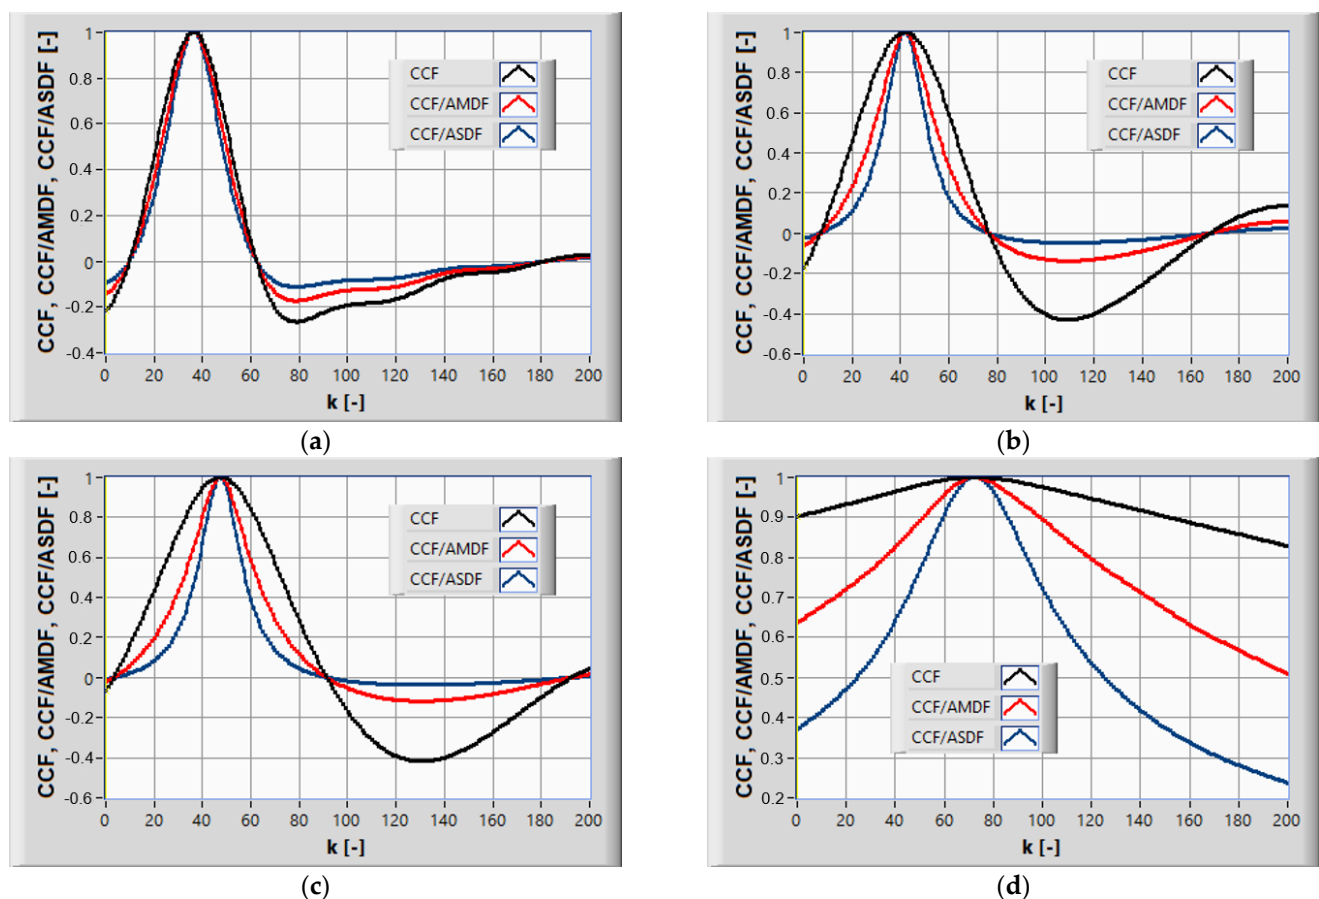 CCF, CCF/AMDF, CCF/ASDF [-]
1
0.8
0.6
0.4
0.2
0
-0.2
-0.4
0 20 40 60 80 100 120 140 160 180 200
k [-]
CCF
CCF/AMDF
CCF/ASDF
(a)
CCF, CCF/AMDF, CCF/ASDF [-]
1
0.8
0.6
0.4
0.2
0
-0.2
-0.4
-0.6
0 20 40 60 80 100 120 140 160 180 200
k [-]
CCF
CCF/AMDF
CCF/ASDF
(b)
CCF, CCF/AMDF, CCF/ASDF [-]
1
0.8
0.6
0.4
0.2
0
-0.2
-0.4
-0.6
0 20 40 60 80 100 120 140 160 180 200
k [-]
CCF
CCF/AMDF
CCF/ASDF
(c)
CCF, CCF/AMDF, CCF/ASDF [-]
1
0.9
0.8
0.7
0.6
0.5
0.4
0.3
0.2
0 20 40 60 80 100 120 140 160 180 200
k [-]
CCF
CCF/AMDF
CCF/ASDF
(d)